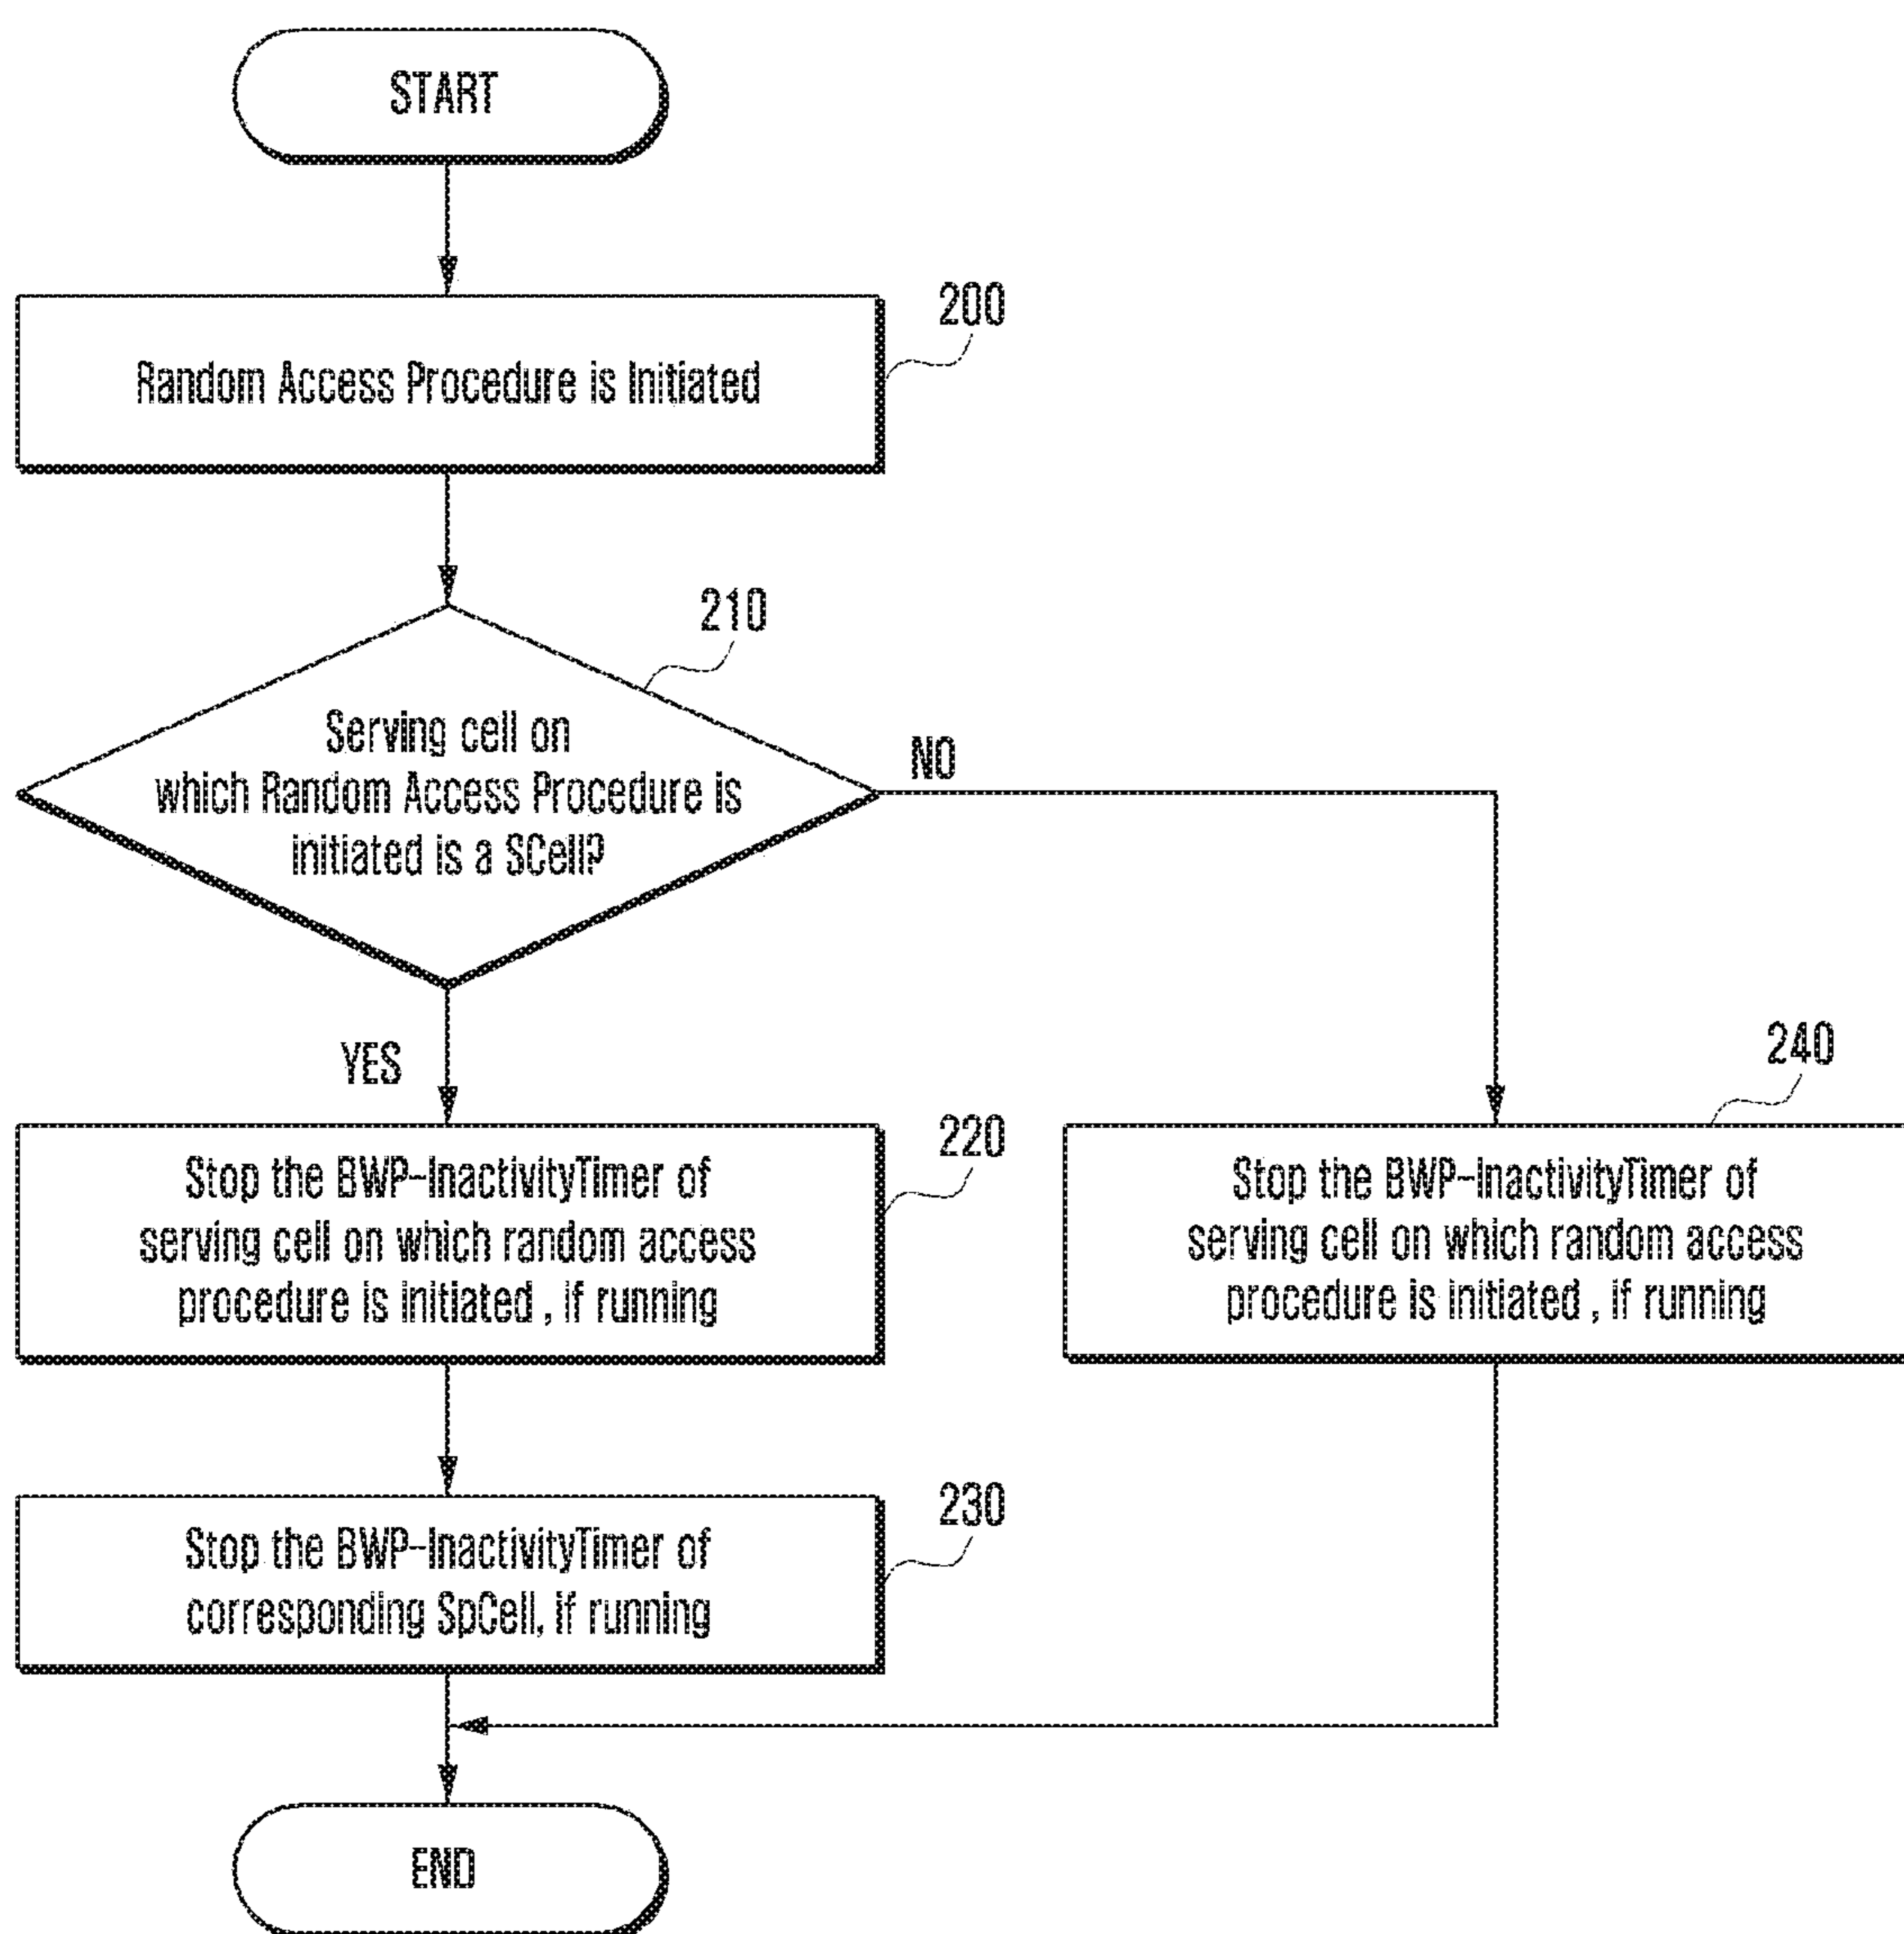 START
200
Random Access Procedure is Initiated
210
Serving cell on
which Random Access Procedure is
initiated is a SCell?
NO
YES
220
Stop the BWP-InactivityTimer of
serving cell on which random access
procedure is initiated , if running
240
Stop the BWP-InactivityTimer of
serving cell on which random access
procedure is initiated , if running
230
Stop the BWP-InactivityTimer of
corresponding SpCell, if running
END